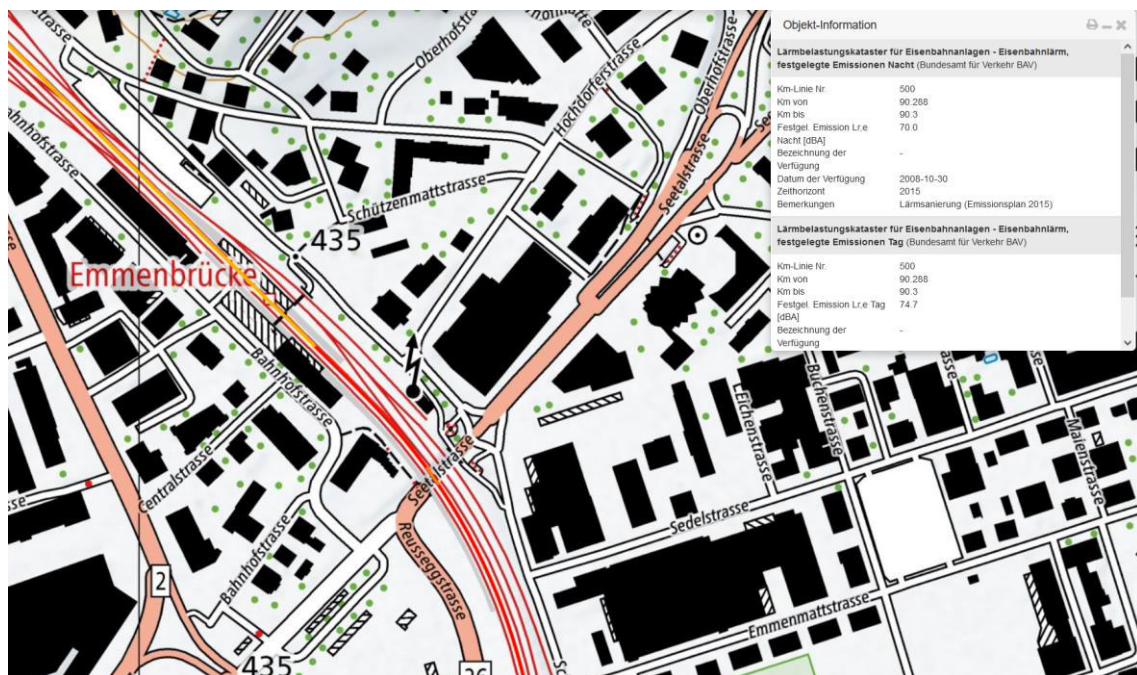 Objekt-Information
Lärmbelastungskataster für Eisenbahnanlagen - Eisenbahnlärm,
festgelegte Emissionen Nacht (Bundesamt für Verkehr BAV)
Km-Linie Nr. 500
Km von 90.288
Km bis 90.3
Festgel. Emission Lr,e 70.0
Nacht [dBA]
Bezeichnung der -
Verfügung
Datum der Verfügung 2008-10-30
Zeithorizont 2015
Bemerkungen Lärmsanierung (Emissionsplan 2015)
Lärmbelastungskataster für Eisenbahnanlagen - Eisenbahnlärm,
festgelegte Emissionen Tag (Bundesamt für Verkehr BAV)
Km-Linie Nr. 500
Km von 90.288
Km bis 90.3
Festgel. Emission Lr,e Tag 74.7
[dBA]
Bezeichnung der -
Verfügung
Oberhofstrasse
Oberhofstrasse
Hochdorferstrasse
Seetalstrasse
Schützenmattstrasse
435
Emmenbrücke
Bahnhofstrasse
Bahnhofstrasse
Centralstrasse
Seetalstrasse
Eichenstrasse
Buchenstrasse
Maienstrasse
Sedelstrasse
Bahnhofstrasse
Reusseggstrasse
2
Emmenmattstrasse
435
26